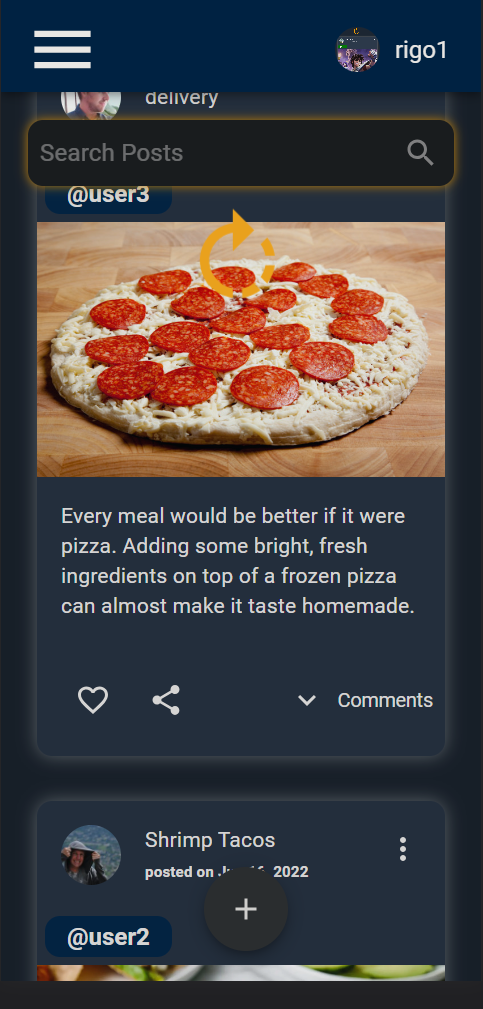 rigo1
delivery
Search Posts
@user3
Every meal would be better if it were
pizza. Adding some bright, fresh
ingredients on top of a frozen pizza
can almost make it taste homemade.
Comments
Shrimp Tacos
posted on 2022
@user2